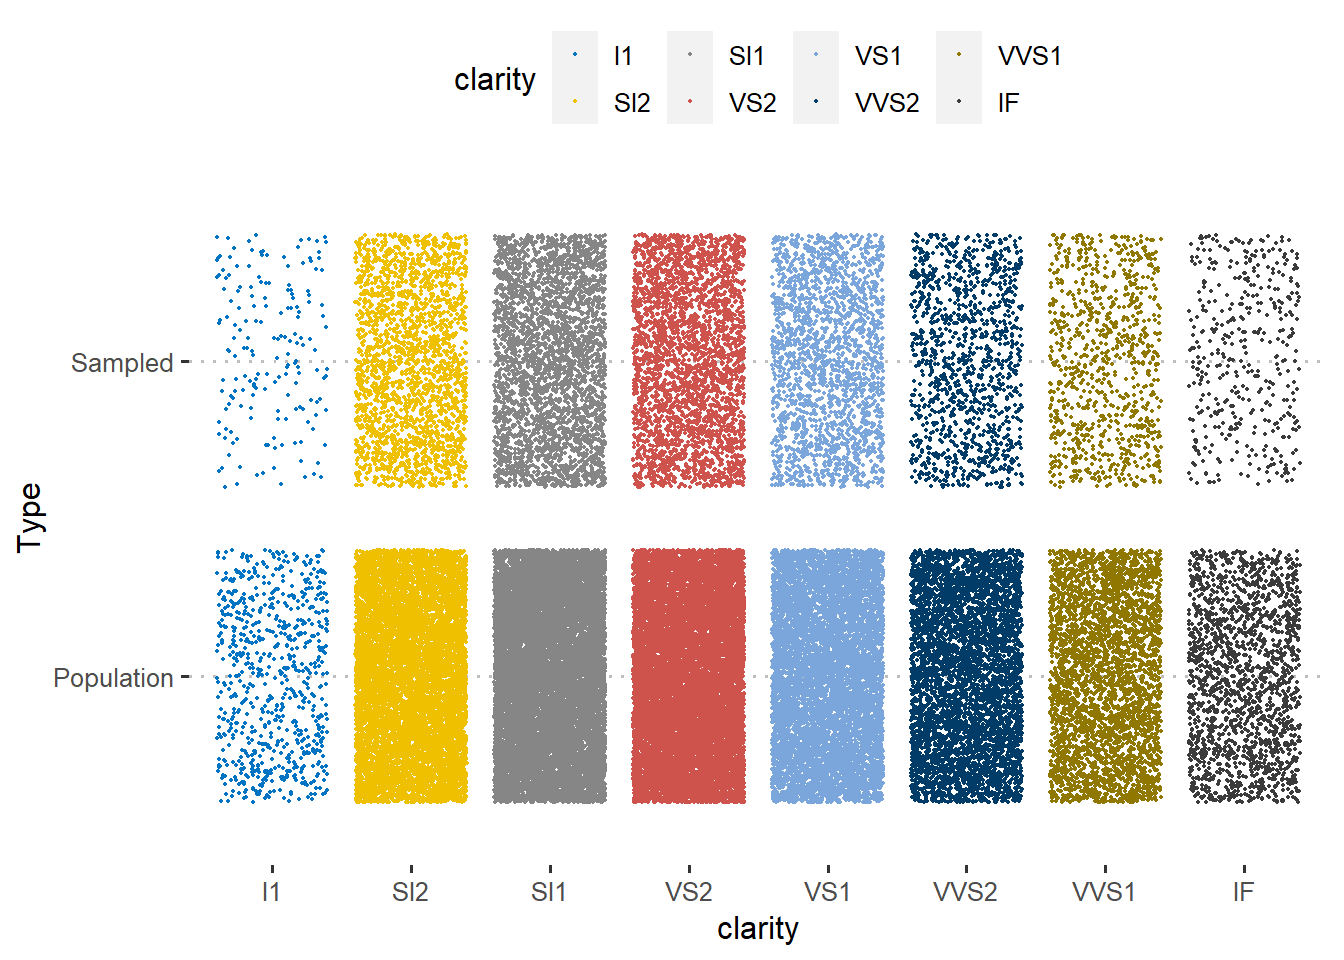 clarity
I1 SI1 VS1 VVS1
SI2 VS2 VVS2 IF
Type
Sampled
Population
I1 SI2 SI1 VS2 VS1 VVS2 VVS1 IF
clarity